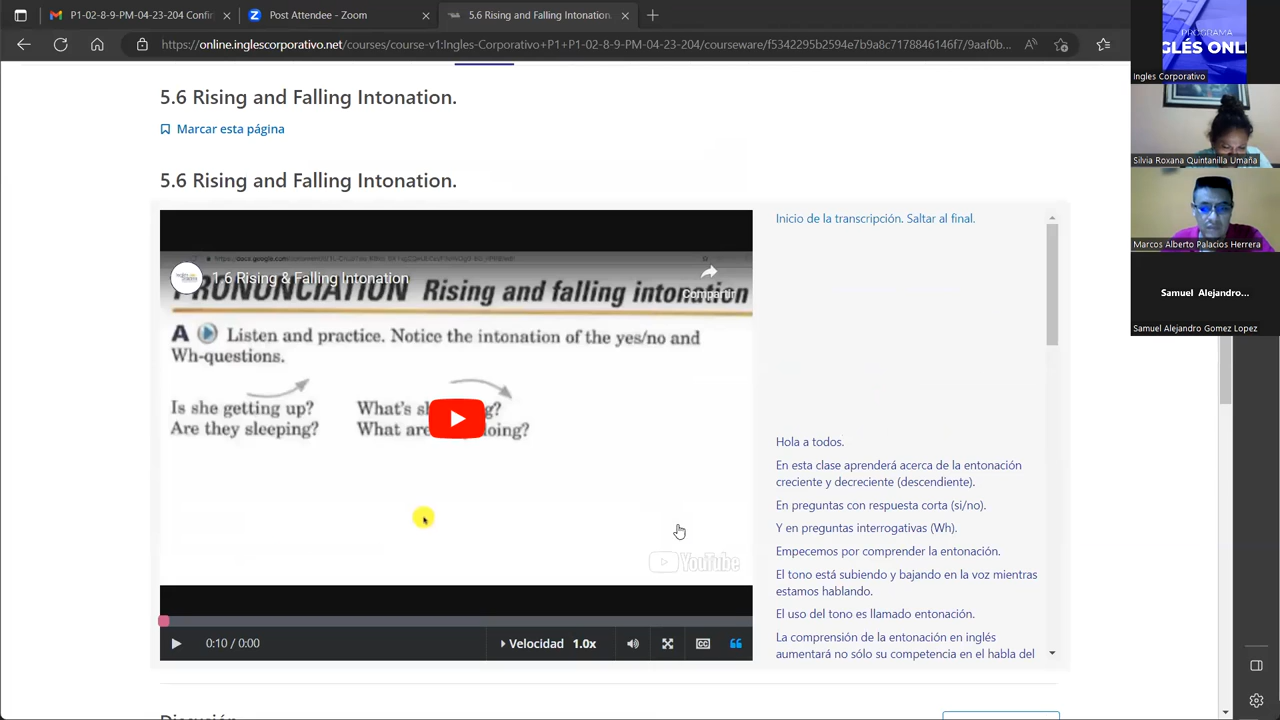 P1-02-8-9-PM-04-23-204 Confir
Post Attendee - Zoom
5.6 Rising and Falling Intonation.
https://online.inglescorporativo.net/courses/course-v1:Ingles-Corporativo+P1+P1-02-8-9-PM-04-23-204/courseware/f5342295b2594e7b9a8c7178846146f7/9aaf0b...
5.6 Rising and Falling Intonation.
Marcar esta página
5.6 Rising and Falling Intonation.
1.6 Rising & Falling Intonation
Compartir
PRONUNCIATION Rising and falling intonation
A Listen and practice. Notice the intonation of the yes/no and
Wh-questions.
Is she getting up?
What's
g?
Are they sleeping?
What are
doing?
YouTube
0:10 / 0:00
Velocidad 1.0x
CC
Inicio de la transcripción. Saltar al final.
Hola a todos.
En esta clase aprenderá acerca de la entonación
creciente y decreciente (descendiente).
En preguntas con respuesta corta (si/no).
Y en preguntas interrogativas (Wh).
Empecemos por comprender la entonación.
El tono está subiendo y bajando en la voz mientras
estamos hablando.
El uso del tono es llamado entonación.
La comprensión de la entonación en inglés
aumentará no sólo su competencia en el habla del
Discusión
PROGRAMA
GLÉS ONLI
Ingles Corporativo
Silvia Roxana Quintanilla Umaña
Marcos Alberto Palacios Herrera
Samuel Alejandro...
Samuel Alejandro Gomez Lopez